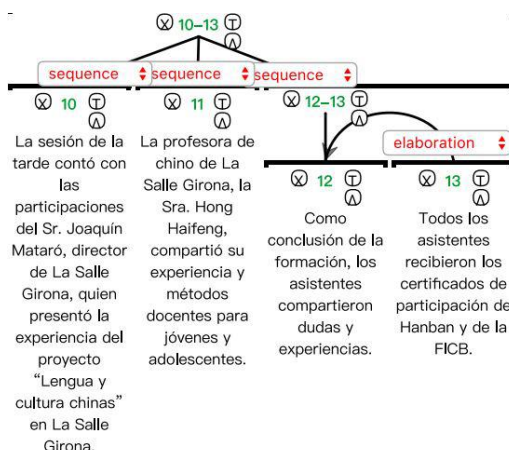 X 10-13 T
Λ
sequence sequence sequence
X 10 T X 11 T X 12-13 T
Λ Λ Λ
elaboration
X 12 T X 13 T
Λ Λ
La sesión de la
tarde contó con
las
participaciones
del Sr. Joaquín
Mataró, director
de La Salle
Girona, quien
presentó la
experiencia del
proyecto
“Lengua y
cultura chinas”
en La Salle
Girona.
La profesora de
chino de La
Salle Girona, la
Sra. Hong
Haifeng,
compartió su
experiencia y
métodos
docentes para
jóvenes y
adolescentes.
Como
conclusión de la
formación, los
asistentes
compartieron
dudas y
experiencias.
Todos los
asistentes
recibieron los
certificados de
participación de
Hanban y de la
FICB.